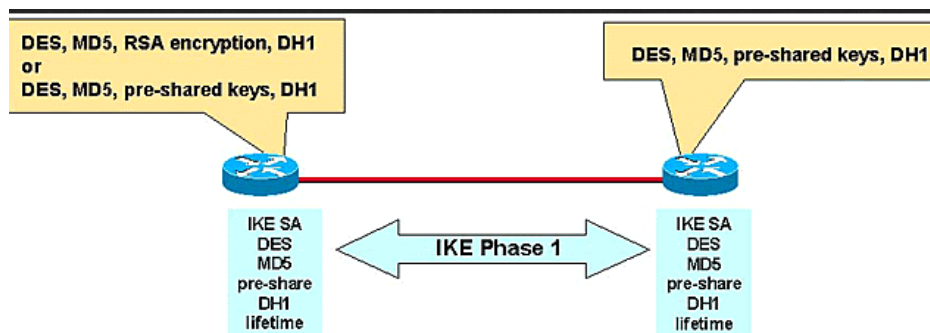 DES, MD5, RSA encryption, DH1
or
DES, MD5, pre-shared keys, DH1
DES, MD5, pre-shared keys, DH1
IKE SA
DES
MD5
pre-share
DH1
lifetime
IKE Phase 1
IKE SA
DES
MD5
pre-share
DH1
lifetime